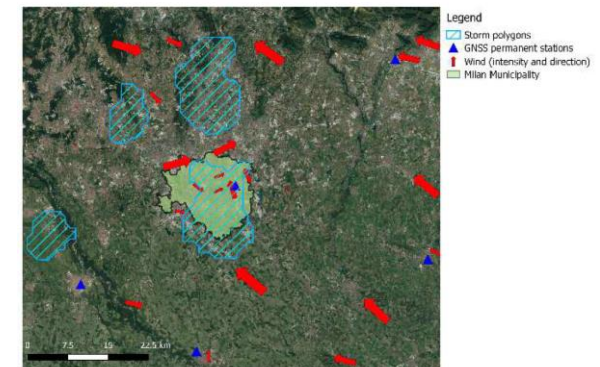 Legend
Storm polygons
GNSS permanent stations
Wind (intensity and direction)
Milan Municipality
0 7.5 15 22.5 km